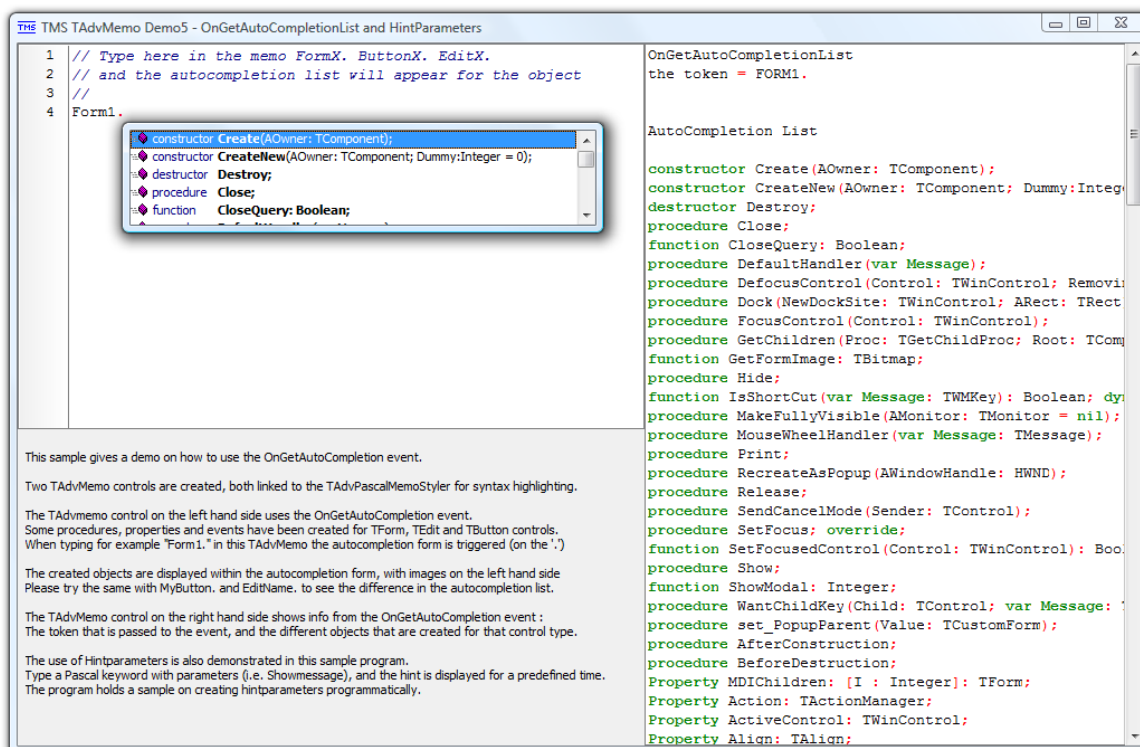 TMS TAdvMemo Demo5 - OnGetAutoCompletionList and HintParameters
1 // Type here in the memo FormX. ButtonX. EditX.
2 // and the autocompletion list will appear for the object
3 //
4 Form1.
constructor Create(AOwner: TComponent);
constructor CreateNew(AOwner: TComponent; Dummy:Integer = 0);
destructor Destroy;
procedure Close;
function CloseQuery: Boolean;
This sample gives a demo on how to use the OnGetAutoCompletion event.
Two TAdvMemo controls are created, both linked to the TAdvPascalMemoStyler for syntax highlighting.
The TAdvmemo control on the left hand side uses the OnGetAutoCompletion event.
Some procedures, properties and events have been created for TForm, TEdit and TButton controls.
When typing for example "Form1." in this TAdvMemo the autocompletion form is triggered (on the '.')
The created objects are displayed within the autocompletion form, with images on the left hand side
Please try the same with MyButton. and EditName. to see the difference in the autocompletion list.
The TAdvMemo control on the right hand side shows info from the OnGetAutoCompletion event :
The token that is passed to the event, and the different objects that are created for that control type.
The use of Hintparameters is also demonstrated in this sample program.
Type a Pascal keyword with parameters (i.e. Showmessage), and the hint is displayed for a predefined time.
The program holds a sample on creating hintparameters programmatically.
OnGetAutoCompletionList
the token = FORM1.
AutoCompletion List
constructor Create(AOwner: TComponent);
constructor CreateNew(AOwner: TComponent; Dummy:Integ
destructor Destroy;
procedure Close;
function CloseQuery: Boolean;
procedure DefaultHandler(var Message);
procedure DefocusControl(Control: TWinControl; Removi
procedure Dock(NewDockSite: TWinControl; ARect: TRect
procedure FocusControl(Control: TWinControl);
procedure GetChildren(Proc: TGetChildProc; Root: TCom
function GetFormImage: TBitmap;
procedure Hide;
function IsShortCut(var Message: TWMKey): Boolean; dy
procedure MakeFullyVisible(AMonitor: TMonitor = nil);
procedure MouseWheelHandler(var Message: TMessage);
procedure Print;
procedure RecreateAsPopup(AWindowHandle: HWND);
procedure Release;
procedure SendCancelMode(Sender: TControl);
procedure SetFocus; override;
function SetFocusedControl(Control: TWinControl): Bool
procedure Show;
function ShowModal: Integer;
procedure WantChildKey(Child: TControl; var Message:
procedure set_PopupParent(Value: TCustomForm);
procedure AfterConstruction;
procedure BeforeDestruction;
Property MDIChildren: [I : Integer]: TForm;
Property Action: TActionManager;
Property ActiveControl: TWinControl;
Property Align: TAlign;